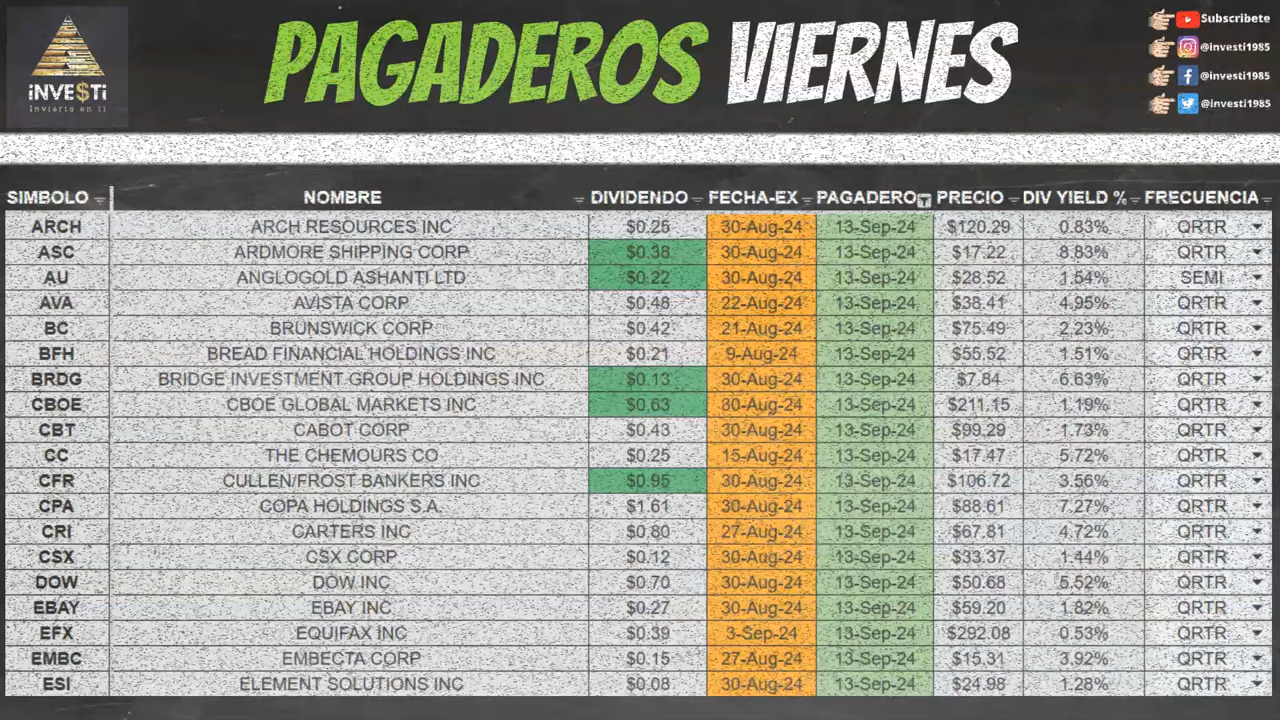 PAGADEROS VIERNES
iNVE$Ti
Invierto en ti
Subscribete
@investi1985
@investi1985
@investi1985
SIMBOLO NOMBRE DIVIDENDO FECHA-EX PAGADERO PRECIO DIV YIELD % FRECUENCIA
ARCH ARCH RESOURCES INC $0.25 30-Aug-24 13-Sep-24 $120.29 0.83% QRTR
ASC ARDMORE SHIPPING CORP $0.38 30-Aug-24 13-Sep-24 $17.22 8.83% QRTR
AU ANGLOGOLD ASHANTI LTD $0.22 30-Aug-24 13-Sep-24 $28.52 1.54% SEMI
AVA AVISTA CORP $0.48 22-Aug-24 13-Sep-24 $38.41 4.95% QRTR
BC BRUNSWICK CORP $0.42 21-Aug-24 13-Sep-24 $75.49 2.23% QRTR
BFH BREAD FINANCIAL HOLDINGS INC $0.21 9-Aug-24 13-Sep-24 $55.52 1.51% QRTR
BRDG BRIDGE INVESTMENT GROUP HOLDINGS INC $0.13 30-Aug-24 13-Sep-24 $7.84 6.63% QRTR
CBOE CBOE GLOBAL MARKETS INC $0.63 30-Aug-24 13-Sep-24 $211.15 1.19% QRTR
CBT CABOT CORP $0.43 30-Aug-24 13-Sep-24 $99.29 1.73% QRTR
CC THE CHEMOURS CO $0.25 15-Aug-24 13-Sep-24 $17.47 5.72% QRTR
CFR CULLEN/FROST BANKERS INC $0.95 30-Aug-24 13-Sep-24 $106.72 3.56% QRTR
CPA COPA HOLDINGS S.A. $1.61 30-Aug-24 13-Sep-24 $88.61 7.27% QRTR
CRI CARTERS INC $0.80 27-Aug-24 13-Sep-24 $67.81 4.72% QRTR
CSX CSX CORP $0.12 30-Aug-24 13-Sep-24 $33.37 1.44% QRTR
DOW DOW INC $0.70 30-Aug-24 13-Sep-24 $50.68 5.52% QRTR
EBAY EBAY INC $0.27 30-Aug-24 13-Sep-24 $59.20 1.82% QRTR
EFX EQUIFAX INC $0.39 3-Sep-24 13-Sep-24 $292.08 0.53% QRTR
EMBC EMBECTA CORP $0.15 27-Aug-24 13-Sep-24 $15.31 3.92% QRTR
ESI ELEMENT SOLUTIONS INC $0.08 30-Aug-24 13-Sep-24 $24.98 1.28% QRTR